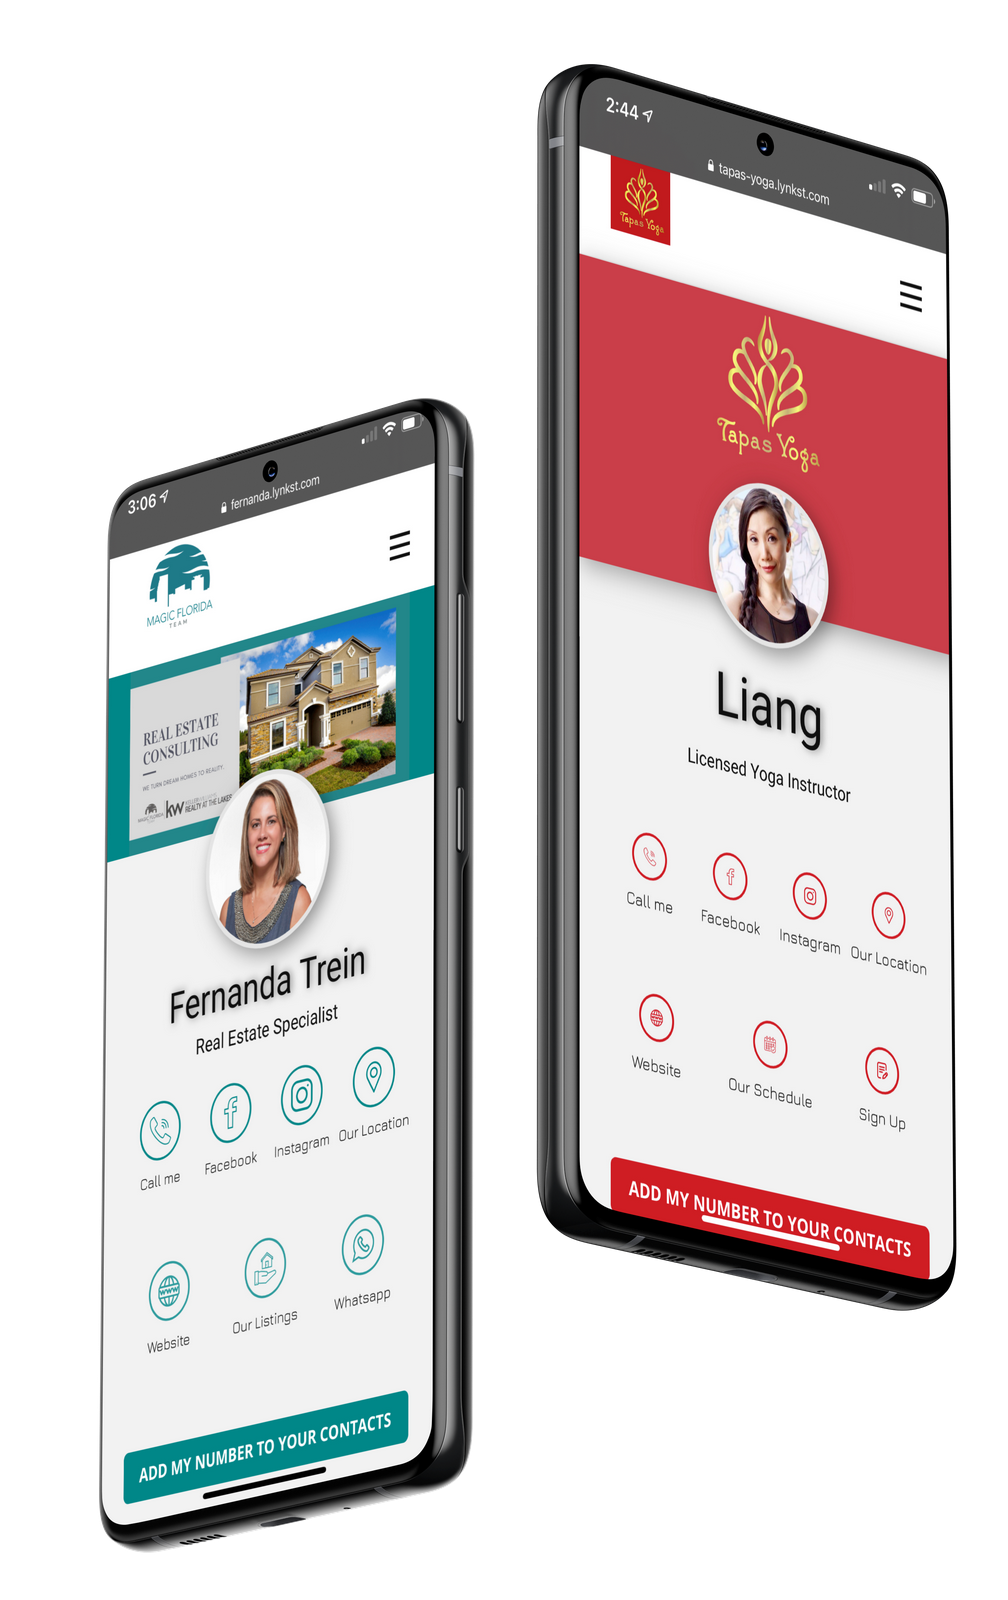 3:06
fernanda.lynkst.com
MAGIC FLORIDA
TEAM
REAL ESTATE
CONSULTING
WE TURN DREAM HOMES TO REALITY.
kw
REALTY AT THE LAKES
Fernanda Trein
Real Estate Specialist
Call me
Facebook
Instagram
Our Location
www
Website
Our Listings
Whatsapp
ADD MY NUMBER TO YOUR CONTACTS
2:44
tapas-yoga.lynkst.com
Tapas Yoga
Tapas Yoga
Liang
Licensed Yoga Instructor
Call me
Facebook
Instagram
Our Location
Website
Our Schedule
Sign Up
ADD MY NUMBER TO YOUR CONTACTS